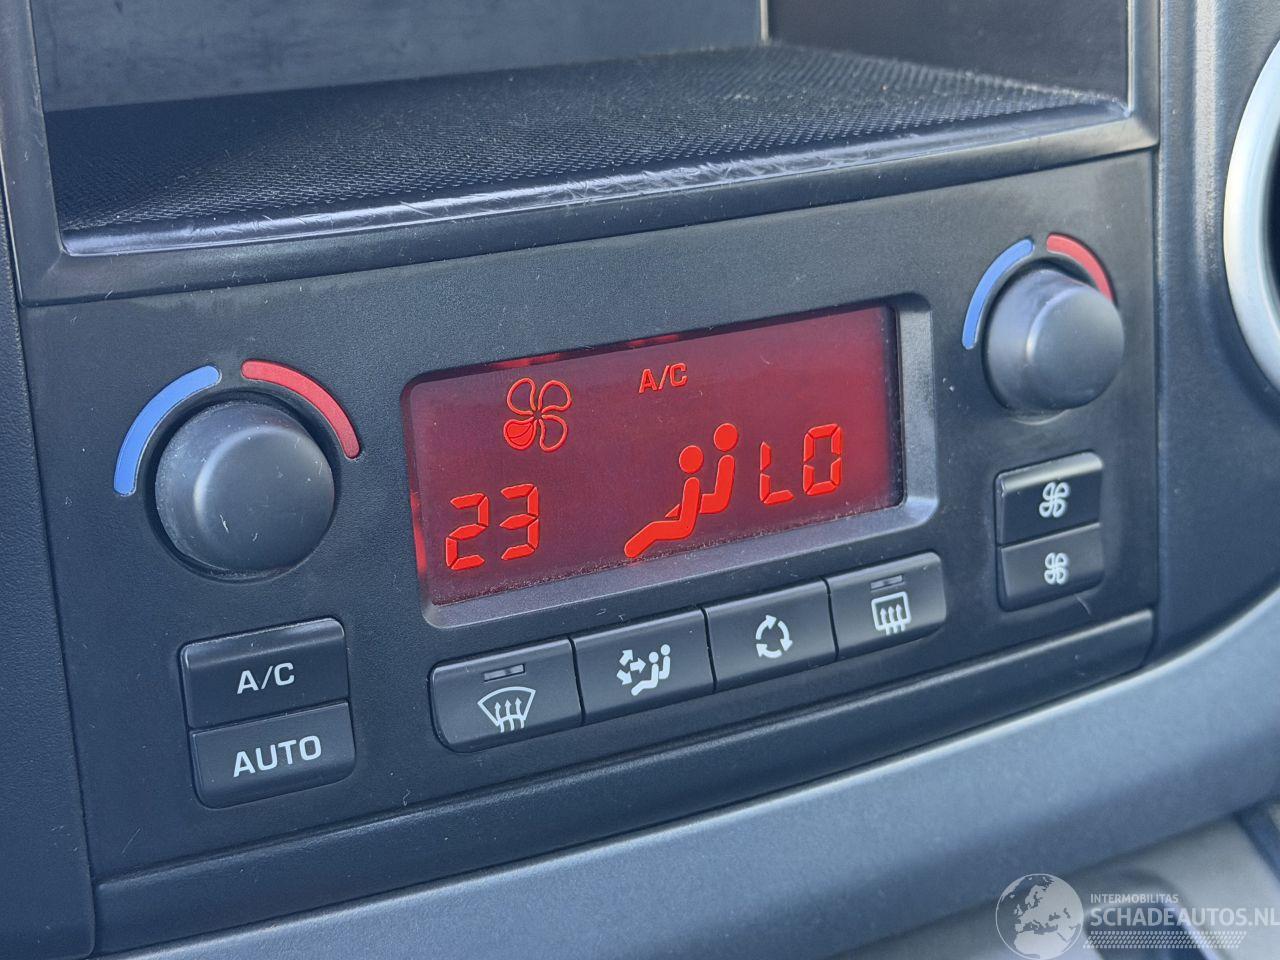 A/C
23
LO
A/C
AUTO
INTERMOBILITAS
SCHADEAUTOS.NL